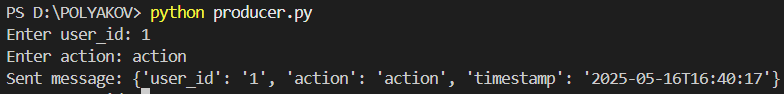 PS D:\POLYAKOV> python producer.py
Enter user_id: 1
Enter action: action
Sent message: {'user_id': '1', 'action': 'action', 'timestamp': '2025-05-16T16:40:17'}